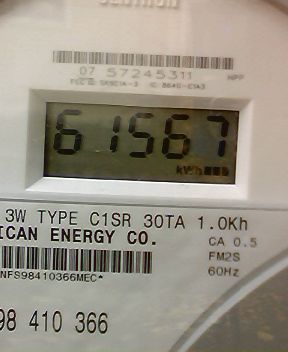 07 57245311 HPP
61567
kWh
3W TYPE C1SR 30TA 1.0Kh
ICAN ENERGY CO.
CA 0.5
FM2S
60Hz
NFS98410366MEC*
98 410 366